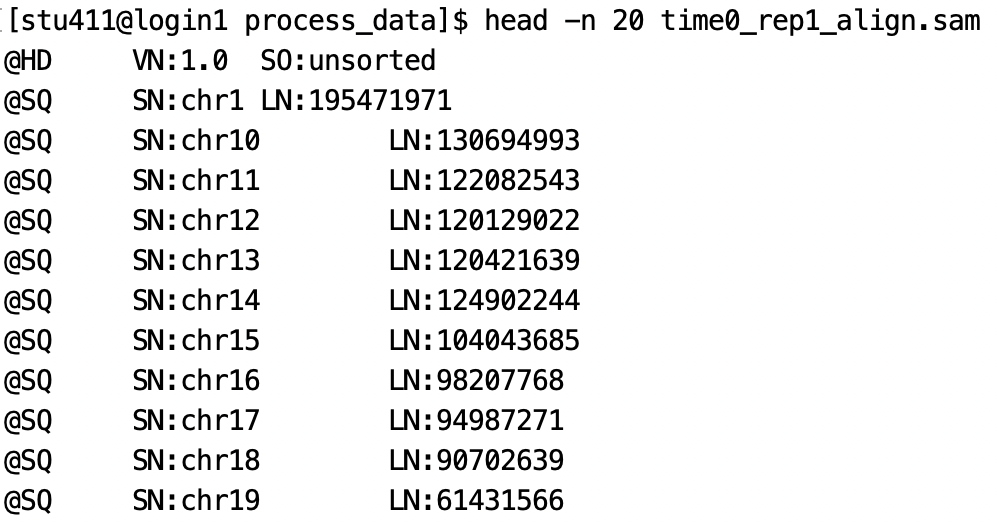 [[stu411@login1 process_data]$ head -n 20 time0_rep1_align.sam
@HD	VN:1.0	SO:unsorted
@SQ	SN:chr1	LN:195471971
@SQ	SN:chr10	LN:130694993
@SQ	SN:chr11	LN:122082543
@SQ	SN:chr12	LN:120129022
@SQ	SN:chr13	LN:120421639
@SQ	SN:chr14	LN:124902244
@SQ	SN:chr15	LN:104043685
@SQ	SN:chr16	LN:98207768
@SQ	SN:chr17	LN:94987271
@SQ	SN:chr18	LN:90702639
@SQ	SN:chr19	LN:61431566